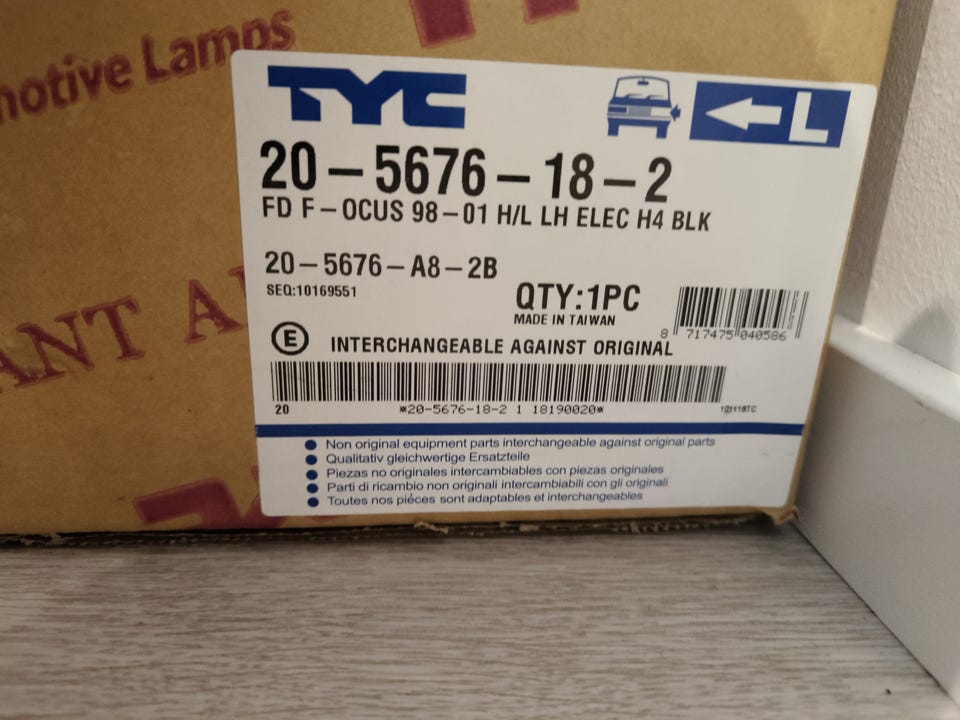 Lamps
TYC
L
20-5676-18-2
FD F-OCUS 98-01 H/L LH ELEC H4 BLK
20-5676-A8-2B
SEQ:10169551
QTY:1PC
MADE IN TAIWAN
8 717475 040586
E INTERCHANGEABLE AGAINST ORIGINAL
20 *20-5676-18-2 1 18190020*
Non original equipment parts interchangeable against original parts
Qualitativ gleichwertige Ersatzteile
Piezas no originales intercambiables con piezas originales
Parti di ricambio non originali intercambiabili con gli originali
Toutes nos piéces sont adaptables et interchangeables